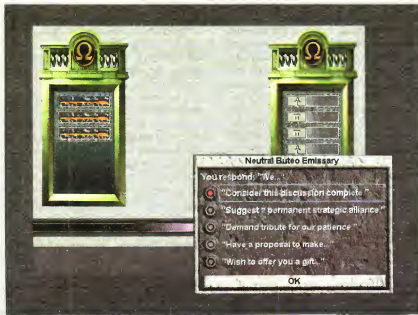 Ω
Ω
Neutral Buteo Emissary
You respond: "We...
"Consider this discussion complete."
"Suggest a permanent strategic alliance."
"Demand tribute for our patience."
"Have a proposal to make...
"Wish to offer you a gift..."
OK